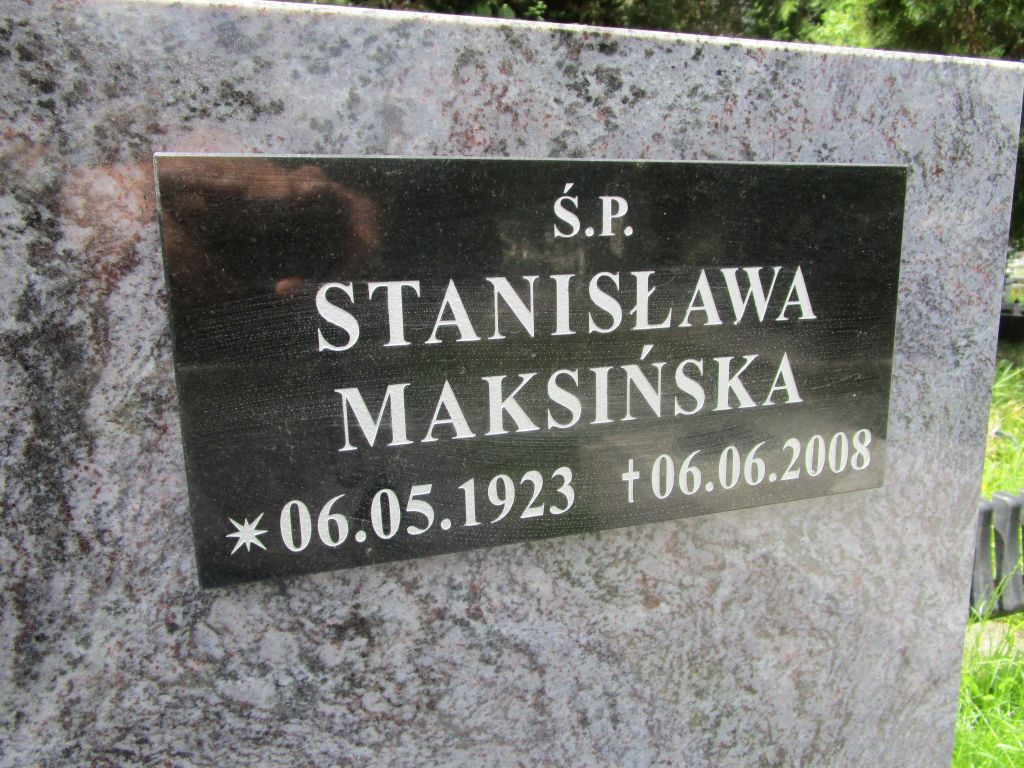 Ś.P.
STANISŁAWA
MAKSIŃSKA
✷06.05.1923 †06.06.2008